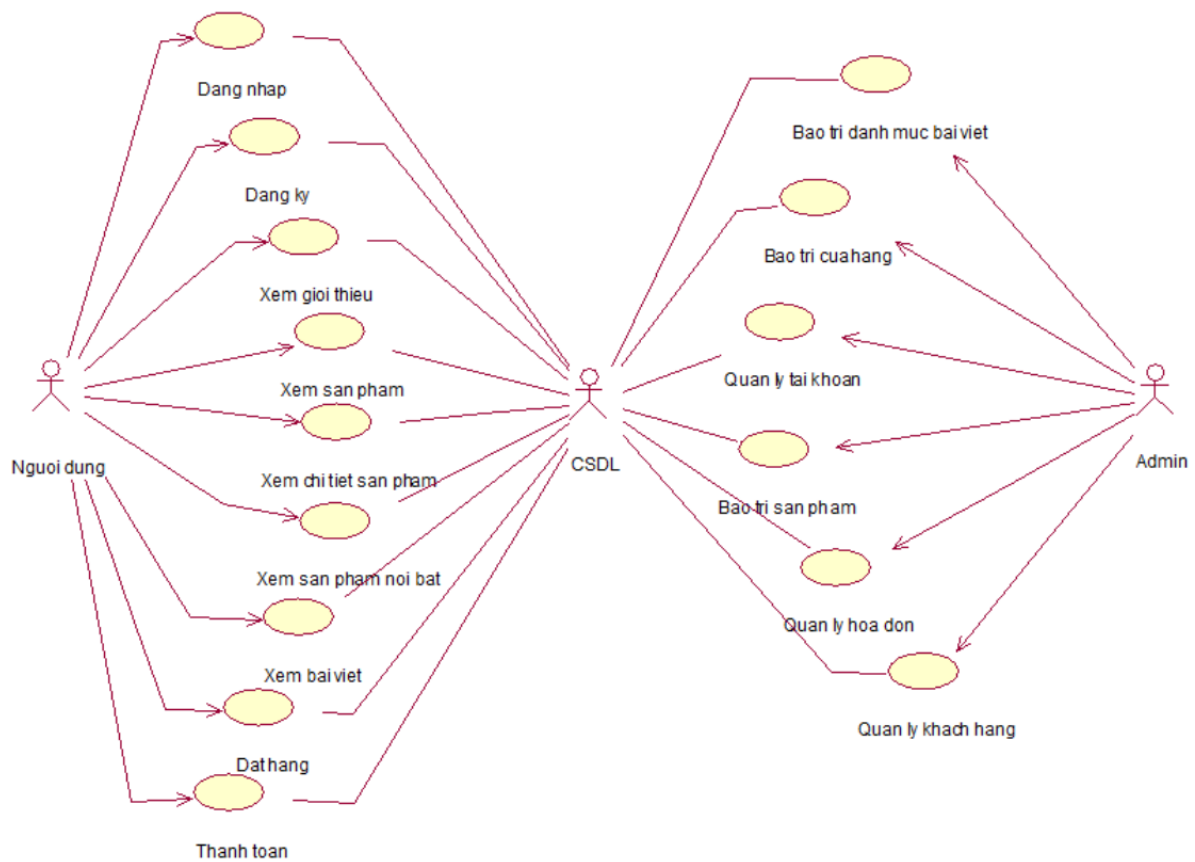 Dang nhap
Dang ky
Xem gioi thieu
Xem san pham
Xem chi tiet san pham
Xem san pham noi bat
Xem bai viet
Dat hang
Thanh toan
Nguoi dung
CSDL
Bao tri danh muc bai viet
Bao tri cua hang
Quan ly tai khoan
Bao tri san pham
Quan ly hoa don
Quan ly khach hang
Admin